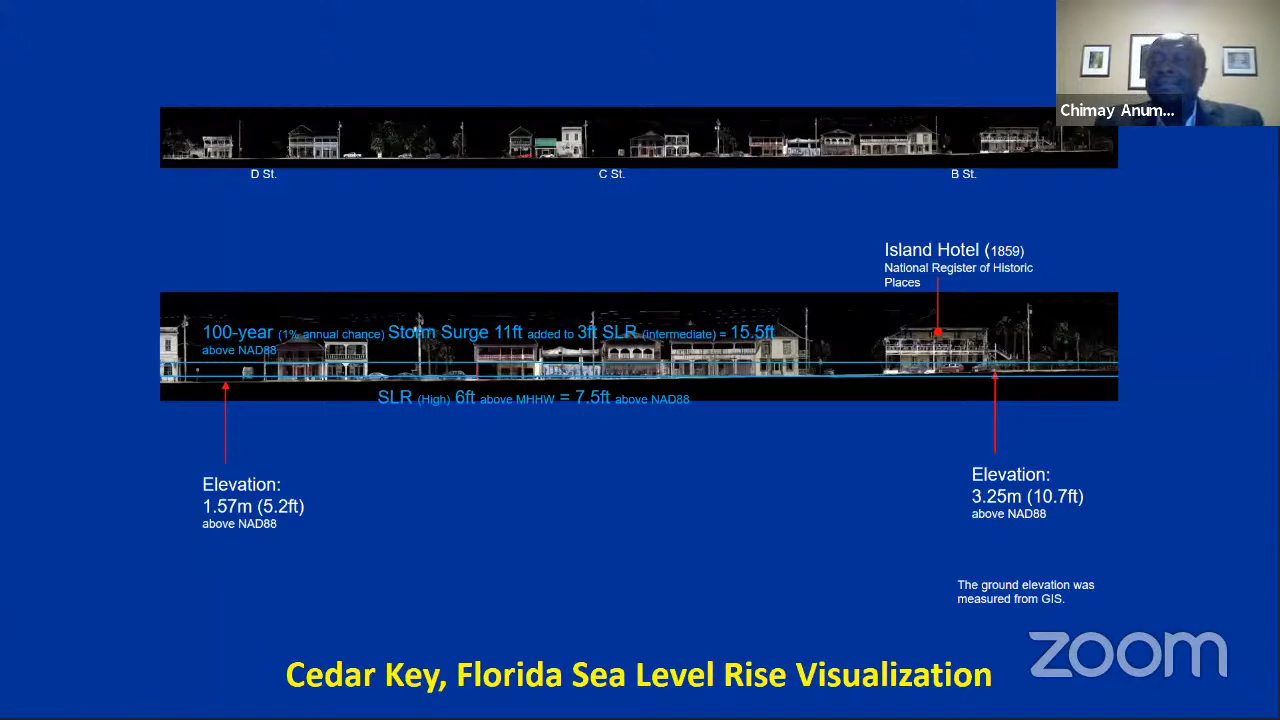 Chimay Anum...
D St.
C St.
B St.
Island Hotel (1859)
National Register of Historic
Places
100-year (1% annual chance) Storm Surge 11ft added to 3ft SLR (intermediate) = 15.5ft
above NAD88
SLR (High) 6ft above MHHW = 7.5ft above NAD88
Elevation:
1.57m (5.2ft)
above NAD88
Elevation:
3.25m (10.7ft)
above NAD88
The ground elevation was
measured from GIS.
zoom
Cedar Key, Florida Sea Level Rise Visualization